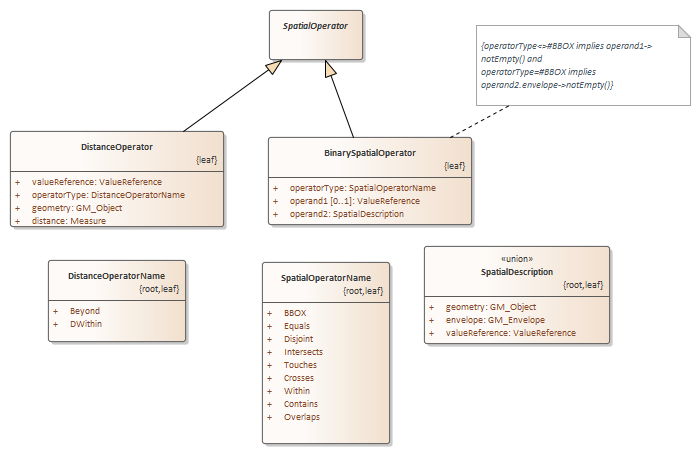 SpatialOperator
{operatorType<>#BBOX implies operand1->
notEmpty() and
operatorType=#BBOX implies
operand2.envelope->notEmpty()}
DistanceOperator
{leaf}
+ valueReference: ValueReference
+ operatorType: DistanceOperatorName
+ geometry: GM_Object
+ distance: Measure
BinarySpatialOperator
{leaf}
+ operatorType: SpatialOperatorName
+ operand1 [0..1]: ValueReference
+ operand2: SpatialDescription
DistanceOperatorName
{root,leaf}
+ Beyond
+ DWithin
SpatialOperatorName
{root,leaf}
+ BBOX
+ Equals
+ Disjoint
+ Intersects
+ Touches
+ Crosses
+ Within
+ Contains
+ Overlaps
«union»
SpatialDescription
{root,leaf}
+ geometry: GM_Object
+ envelope: GM_Envelope
+ valueReference: ValueReference